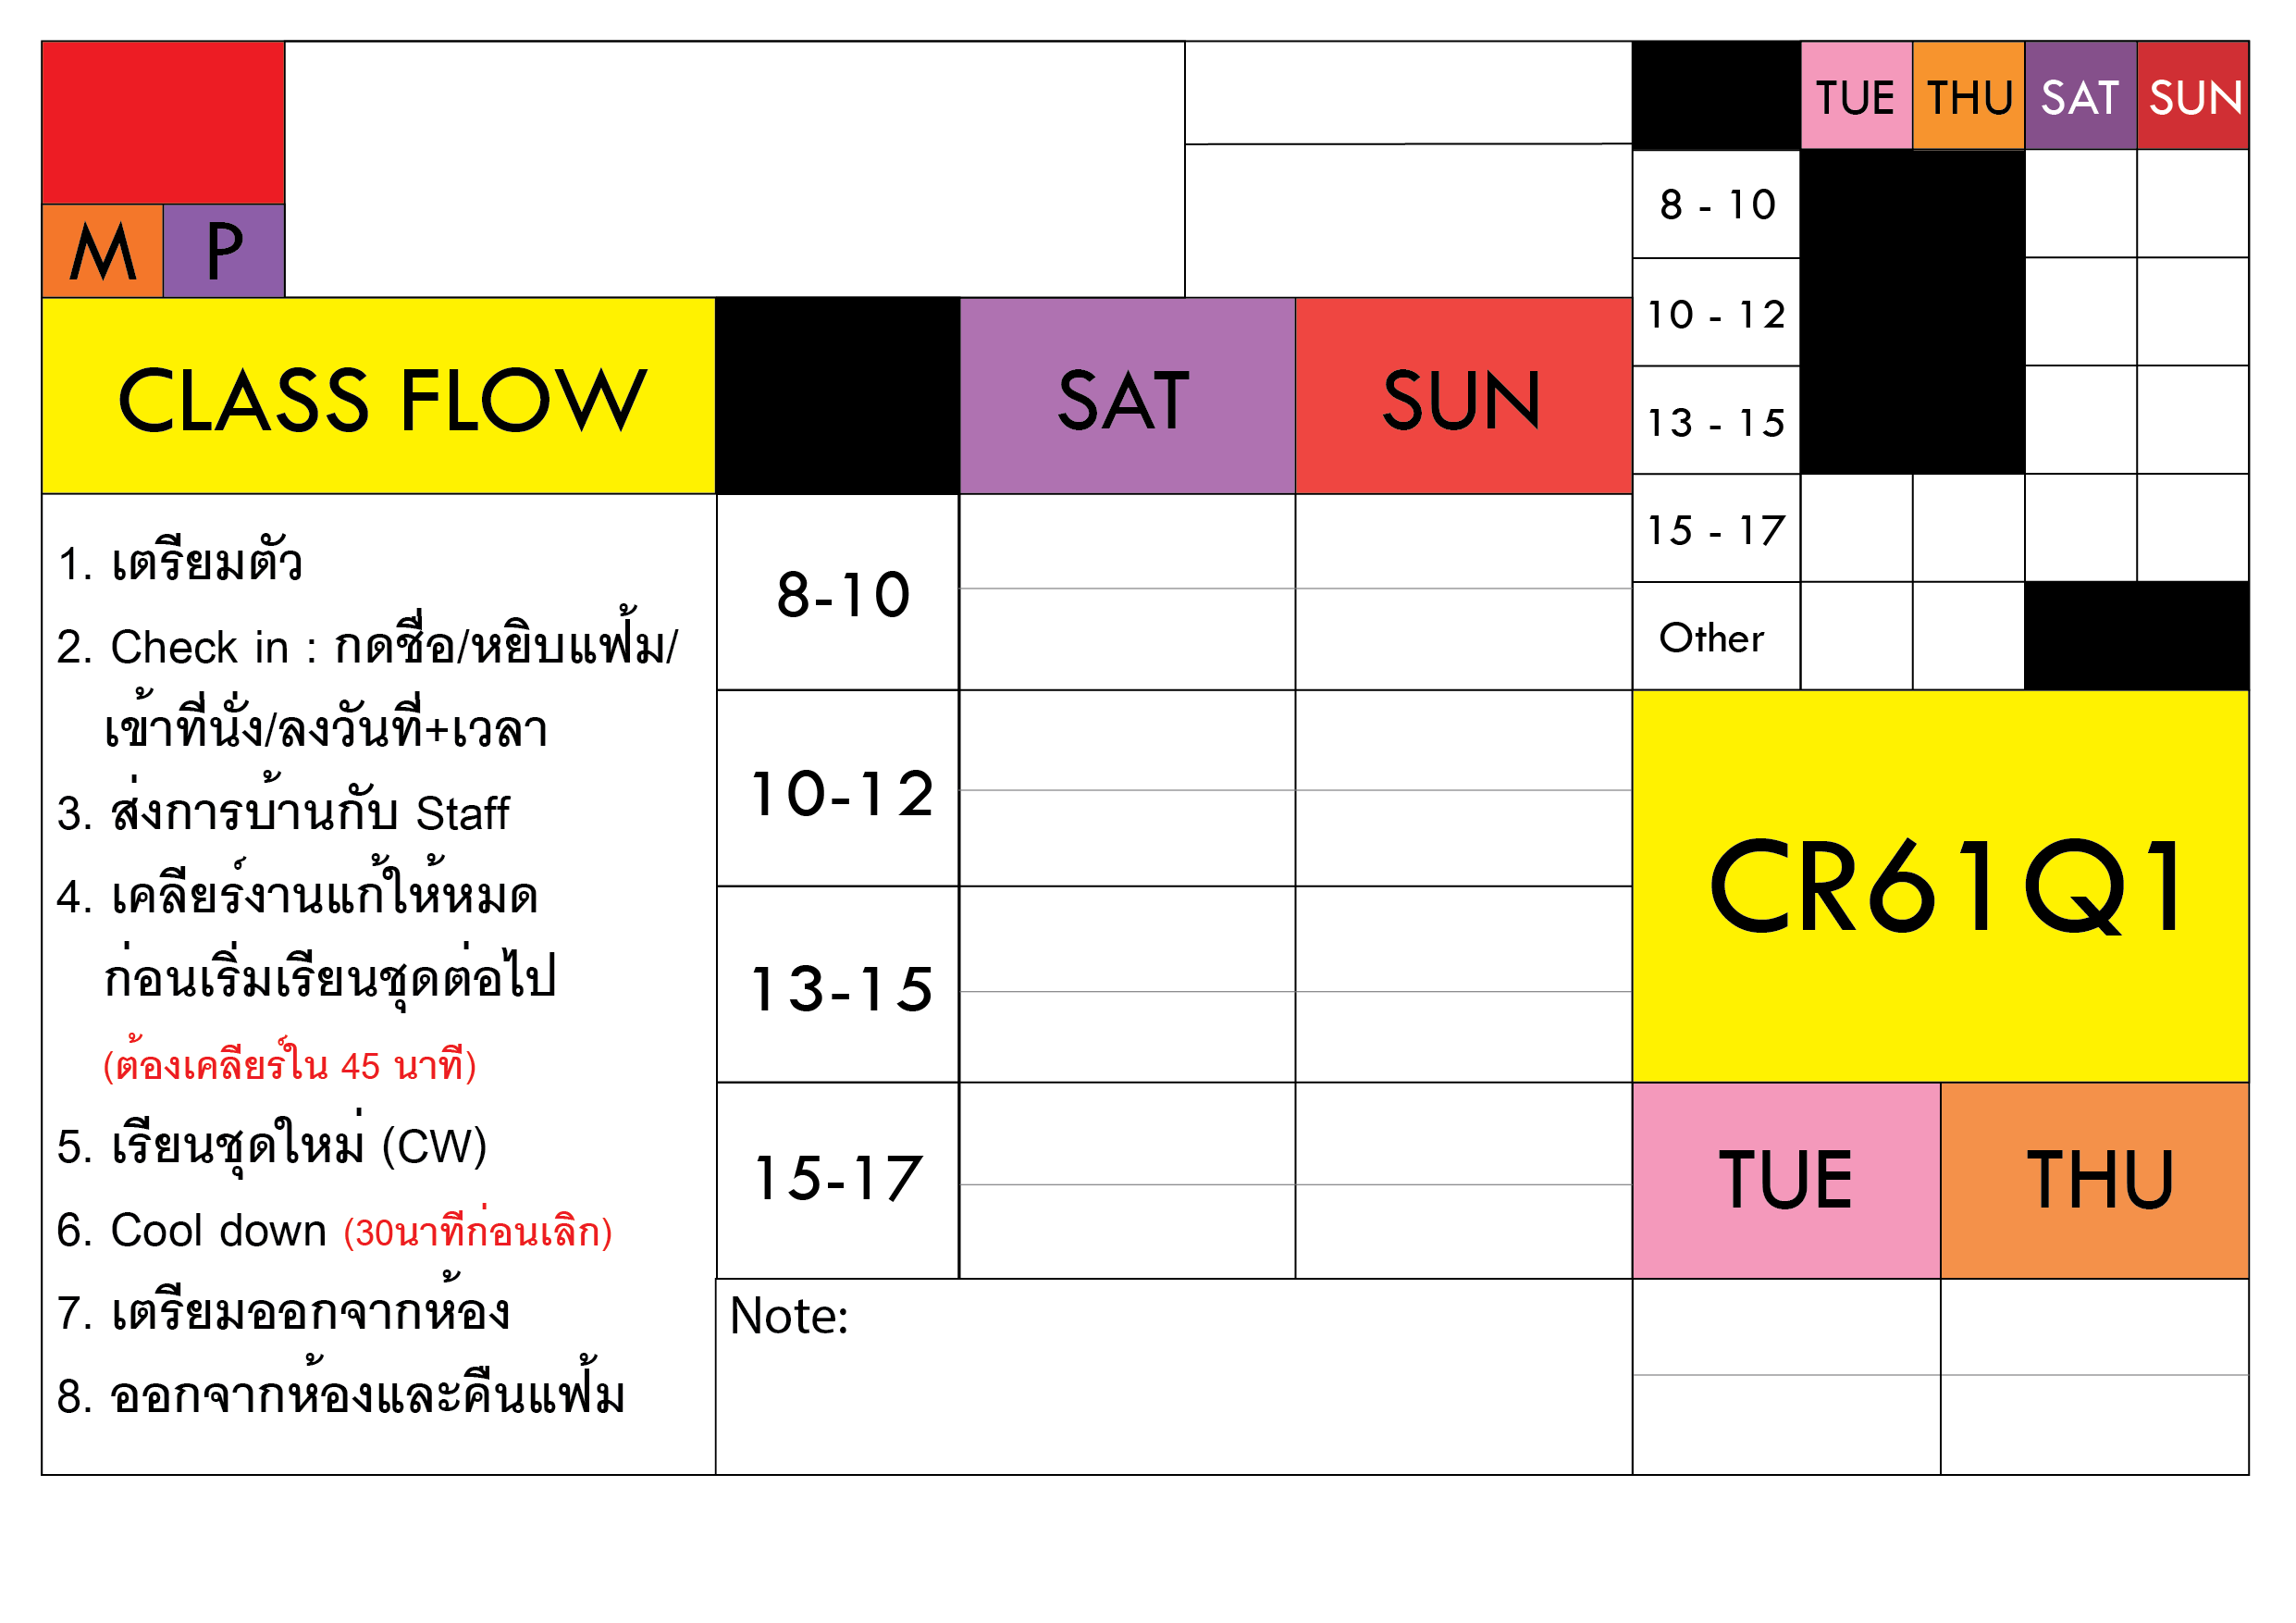 M P
CLASS FLOW
1. เตรียมตัว
2. Check in : กดชื่อ/หยิบแฟ้ม/
เข้าที่นั่ง/ลงวันที่+เวลา
3. ส่งการบ้านกับ Staff
4. เคลียร์งานแก้ให้หมด
ก่อนเริ่มเรียนชุดต่อไป
(ต้องเคลียร์ใน 45 นาที)
5. เรียนชุดใหม่ (CW)
6. Cool down (30นาทีก่อนเลิก)
7. เตรียมออกจากห้อง
8. ออกจากห้องและคืนแฟ้ม
SAT SUN
8-10
10-12
13-15
15-17
Note:
TUE THU SAT SUN
8 - 10
10 - 12
13 - 15
15 - 17
Other
CR61Q1
TUE THU